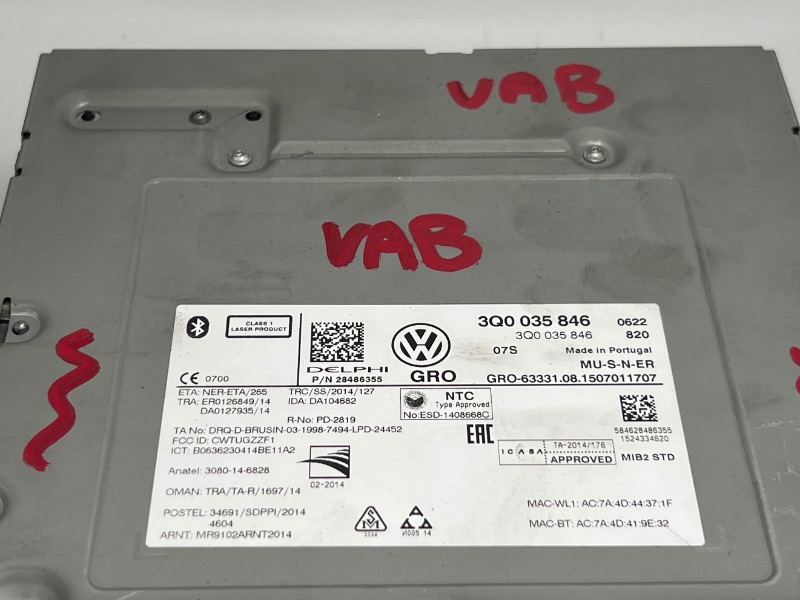 VAB
VAB
CLASS 1
LASER PRODUCT
3Q0 035 846 0622
3Q0 035 846 820
07S Made in Portugal
DELPHI
MU-S-N-ER
CE 0700
P/N 28486355
GRO
GRO-63331.08.1507011707
ETA: NER-ETA/265 TRC/SS/2014/127
TRA: ER0126849/14 IDA: DA104682
DA0127935/14
NTC
Type Approved
No:ESD-1408668C
R-No: PD-2819
TA No: DRQ-D-BRUSIN-03-1998-7494-LPD-24452
FCC ID: CWTUGZZF1
ICT: B0636230414BE11A2
EAC
584628486355
1524334620
ICASA
TA-2014/176
APPROVED
MIB2 STD
Anatel: 3080-14-6828
02-2014
OMAN: TRA/TA-R/1697/14
POSTEL: 34691/SDPPI/2014
4604
ARNT: MR9102ARNT2014
SM
3334
И005 14
MAC-WL1: AC:7A:4D:44:37:1F
MAC-BT: AC:7A:4D:41:9E:32